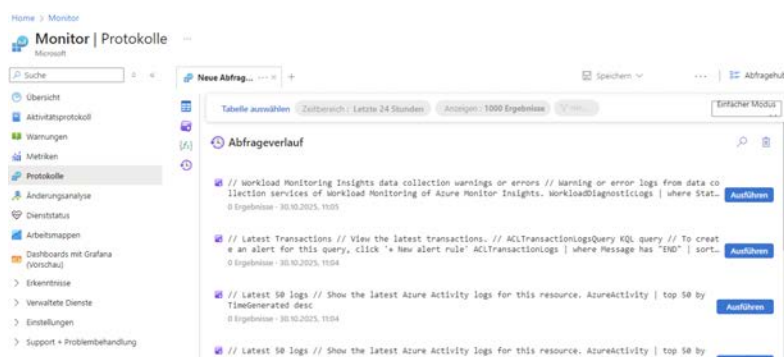 Home > Monitor
Monitor | Protokolle ...
Microsoft
Suche
Neue Abfrag... ...
Speichern
...
Übersicht
Aktivitätsprotokoll
Warnungen
Metriken
Protokolle
Änderungsanalyse
Dienststatus
Arbeitsmappen
Dashboards mit Grafana
(Vorschau)
Erkenntnisse
Verwaltete Dienste
Einstellungen
Support + Problembehandlung
Tabelle auswählen
Zeitbereich : Letzte 24 Stunden
Anzeigen : 1000 Ergebnisse
Einfacher Modus
Abfrageverlauf
// Workload Monitoring Insights data collection warnings or errors // Warning or error logs from data co
llection services of Workload Monitoring of Azure Monitor Insights. WorkloadDiagnosticLogs | where Stat…
0 Ergebnisse - 30.10.2025, 11:05
Ausführen
// Latest Transactions // View the latest transactions. // ACLTransactionLogsQuery KQL query // To creat
e an alert for this query, click '+ New alert rule' ACLTransactionLogs | where Message has "END" | sort…
0 Ergebnisse - 30.10.2025, 11:04
Ausführen
// Latest 50 logs // Show the latest Azure Activity logs for this resource. AzureActivity | top 50 by
TimeGenerated desc
0 Ergebnisse - 30.10.2025, 11:04
Ausführen
// Latest 50 logs // Show the latest Azure Activity logs for this resource. AzureActivity | top 50 by